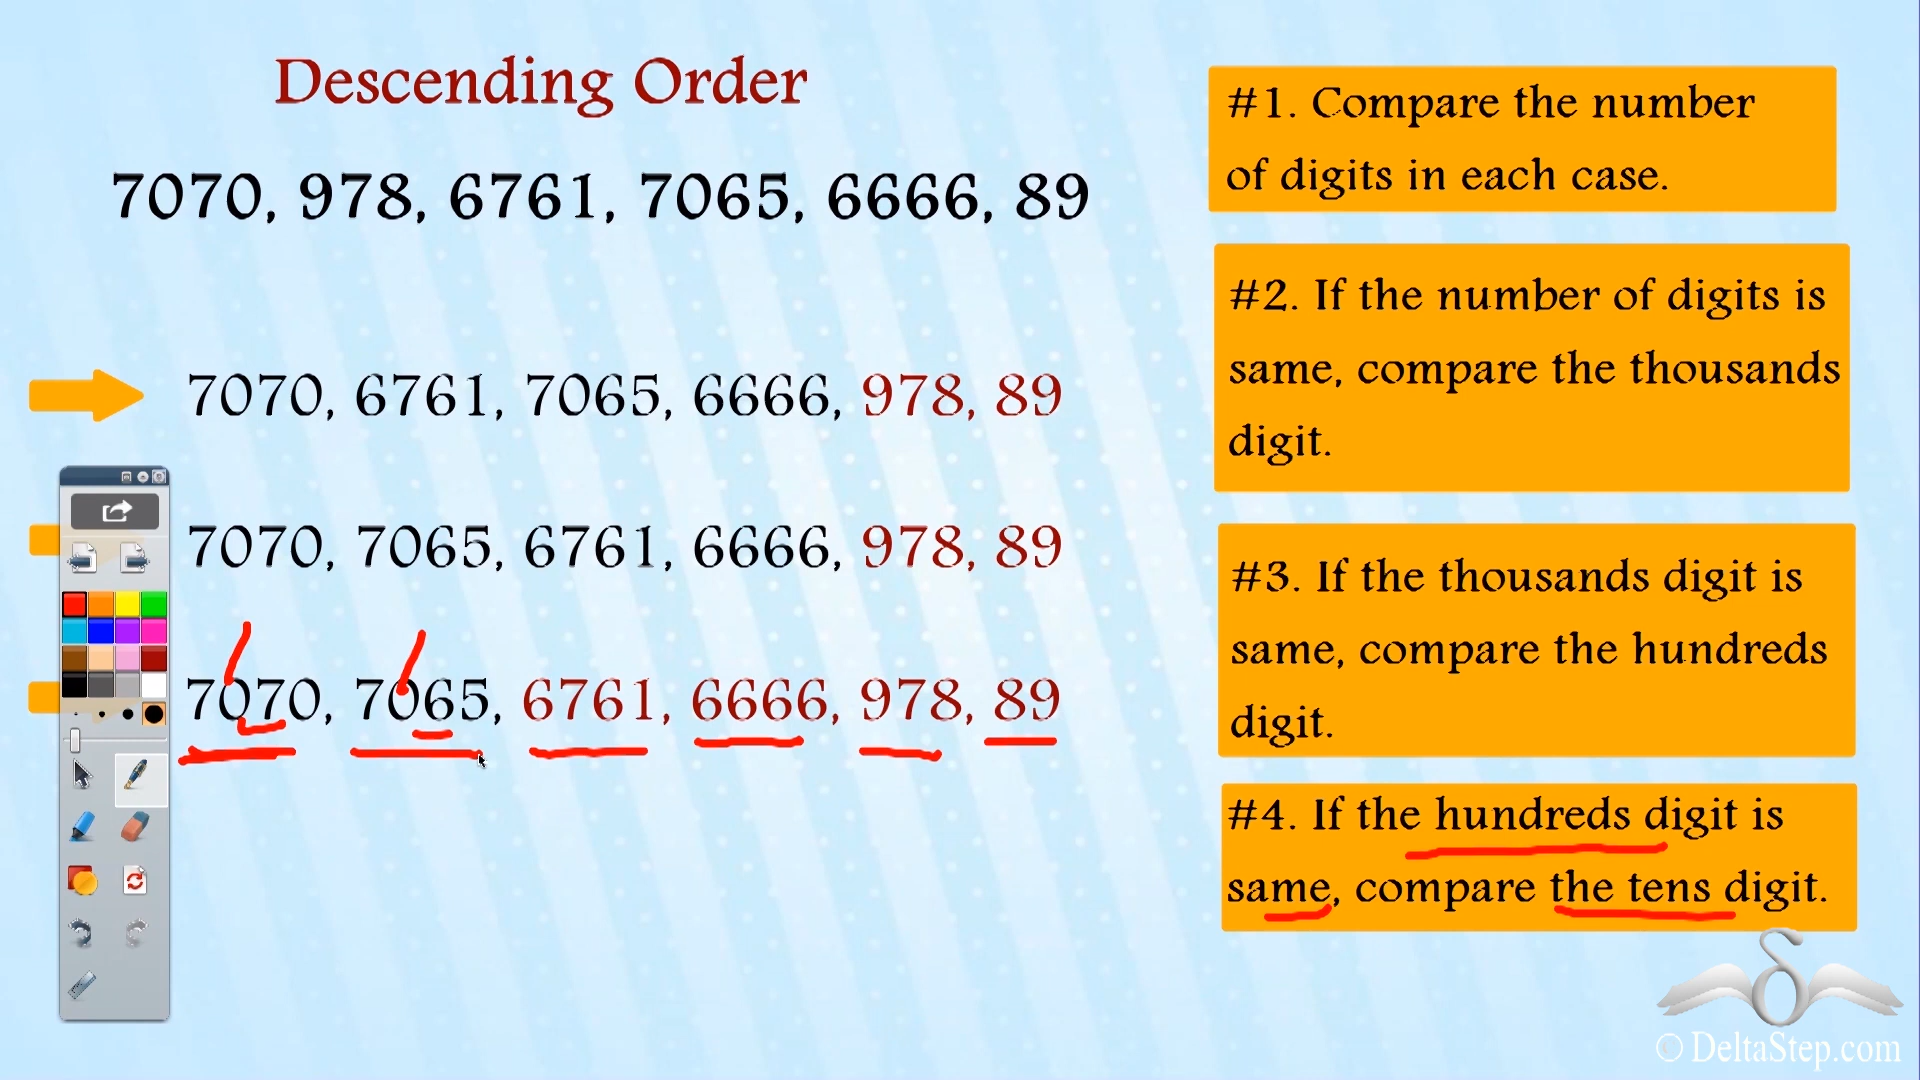 Descending Order
7070, 978, 6761, 7065, 6666, 89
7070, 6761, 7065, 6666, 978, 89
7070, 7065, 6761, 6666, 978, 89
7070, 7065, 6761, 6666, 978, 89
#1. Compare the number
of digits in each case.
#2. If the number of digits is
same, compare the thousands
digit.
#3. If the thousands digit is
same, compare the hundreds
digit.
#4. If the hundreds digit is
same, compare the tens digit.
© DeltaStep.com